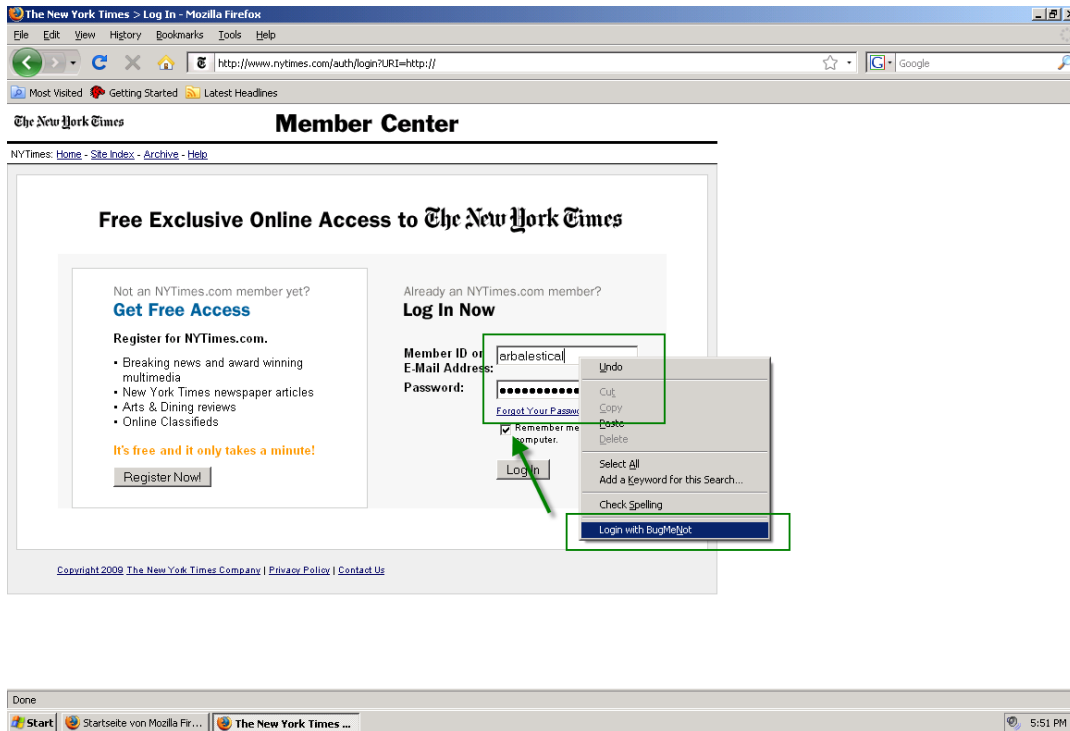 The New York Times > Log In - Mozilla Firefox
File Edit View History Bookmarks Tools Help
http://www.nytimes.com/auth/login?URI=http://
G Google
Most Visited Getting Started Latest Headlines
The New York Times Member Center
NYTimes: Home - Site Index - Archive - Help
Free Exclusive Online Access to The New York Times
Not an NYTimes.com member yet?
Get Free Access
Register for NYTimes.com.
• Breaking news and award winning
multimedia
• New York Times newspaper articles
• Arts & Dining reviews
• Online Classifieds
It's free and it only takes a minute!
Register Now!
Already an NYTimes.com member?
Log In Now
Member ID or
E-Mail Address:
arbalestical
Password:
Forgot Your
Remember me
computer.
Log In
Undo
Cut
Copy
Paste
Delete
Select All
Add a Keyword for this Search...
Check Spelling
Login with BugMeNot
Copyright 2009 The New York Times Company | Privacy Policy | Contact Us
Done
Start Startseite von Mozilla Fir... The New York Times ... 5:51 PM